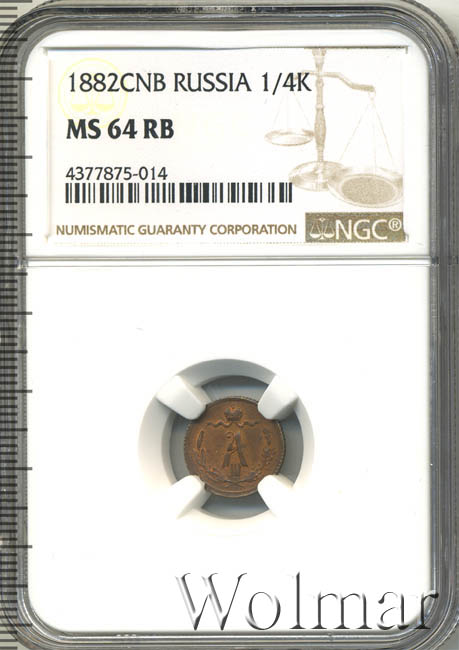 1882CNB RUSSIA 1/4K
MS 64 RB
4377875-014
NUMISMATIC GUARANTY CORPORATION
NGC®
Wolmar